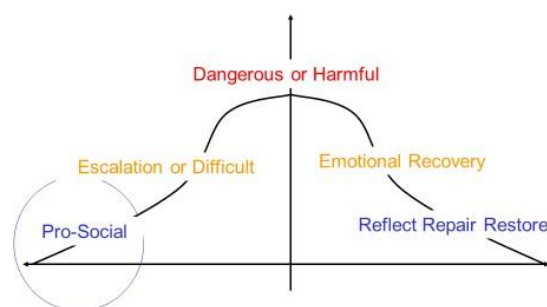 Dangerous or Harmful
Escalation or Difficult
Emotional Recovery
Pro-Social
Reflect Repair Restore